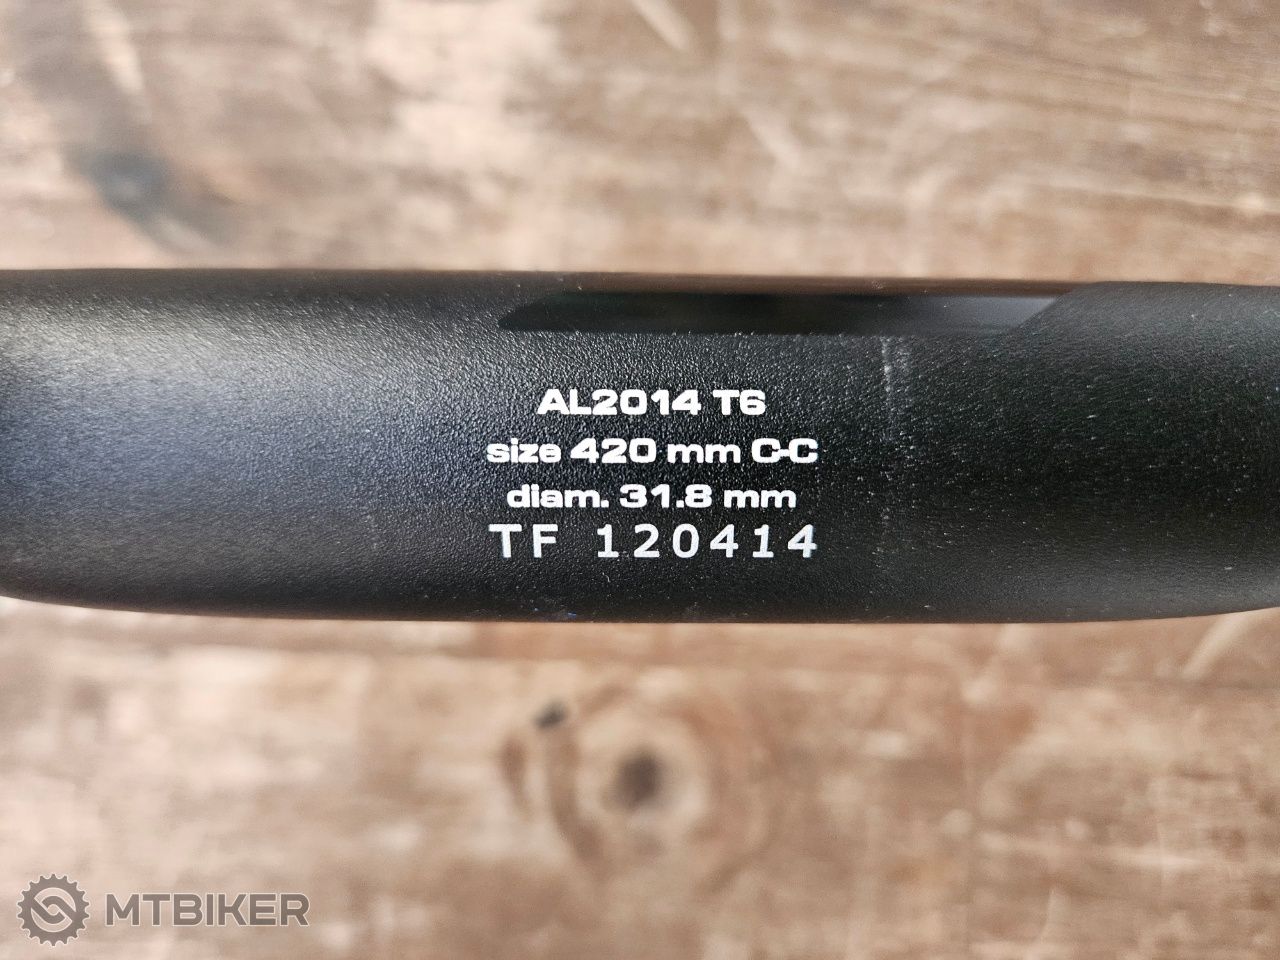 AL2014 T6
size 420 mm C-C
diam. 31.8 mm
TF 120414
MTBIKER